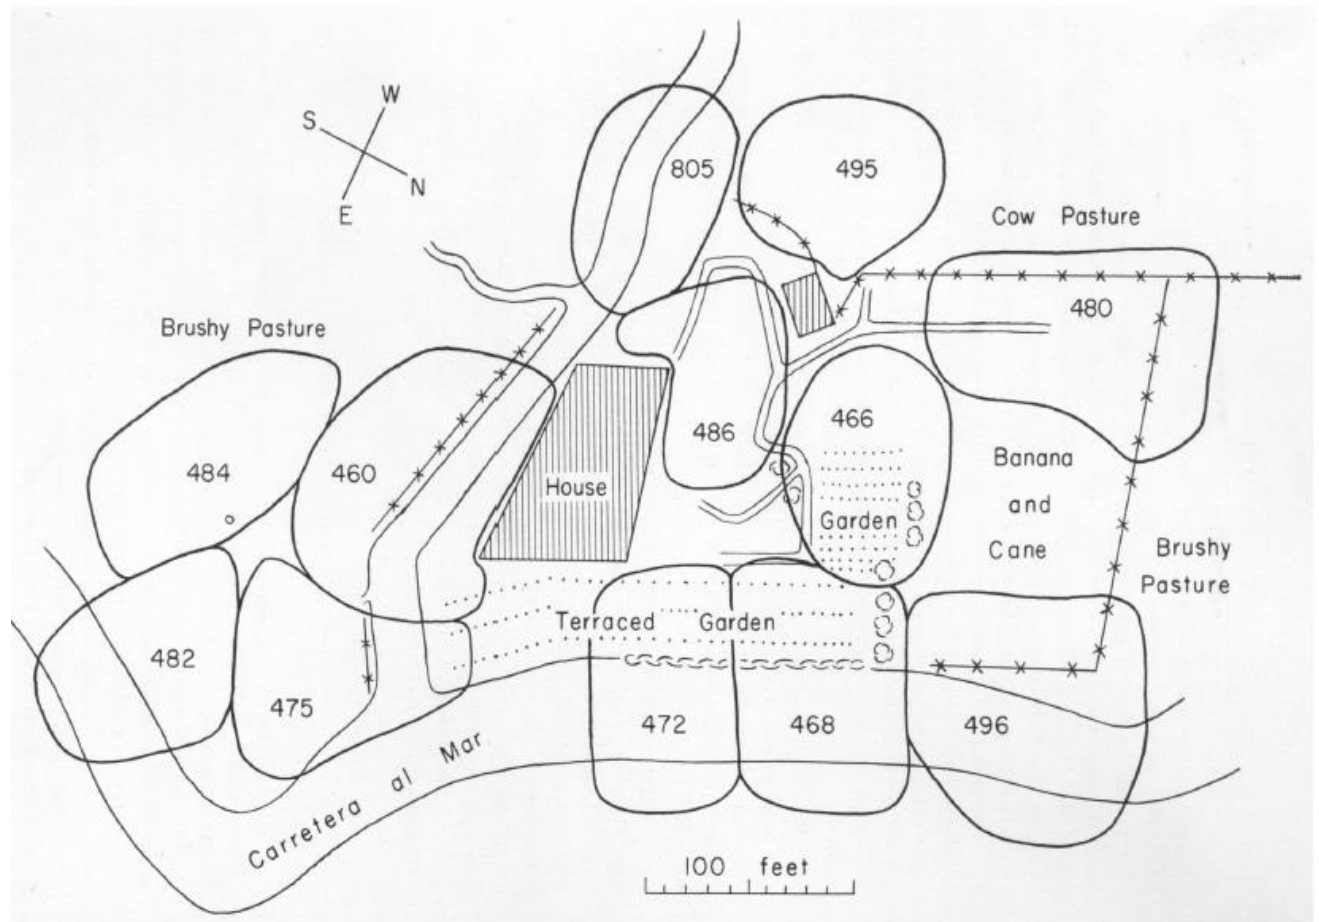 W
S
N
E
805
495
Cow Pasture
480
Brushy Pasture
484
460
486
466
House
Banana
and
Cane
Garden
Brushy
Pasture
Terraced Garden
482
475
472
468
496
Carretera al Mar
100 feet